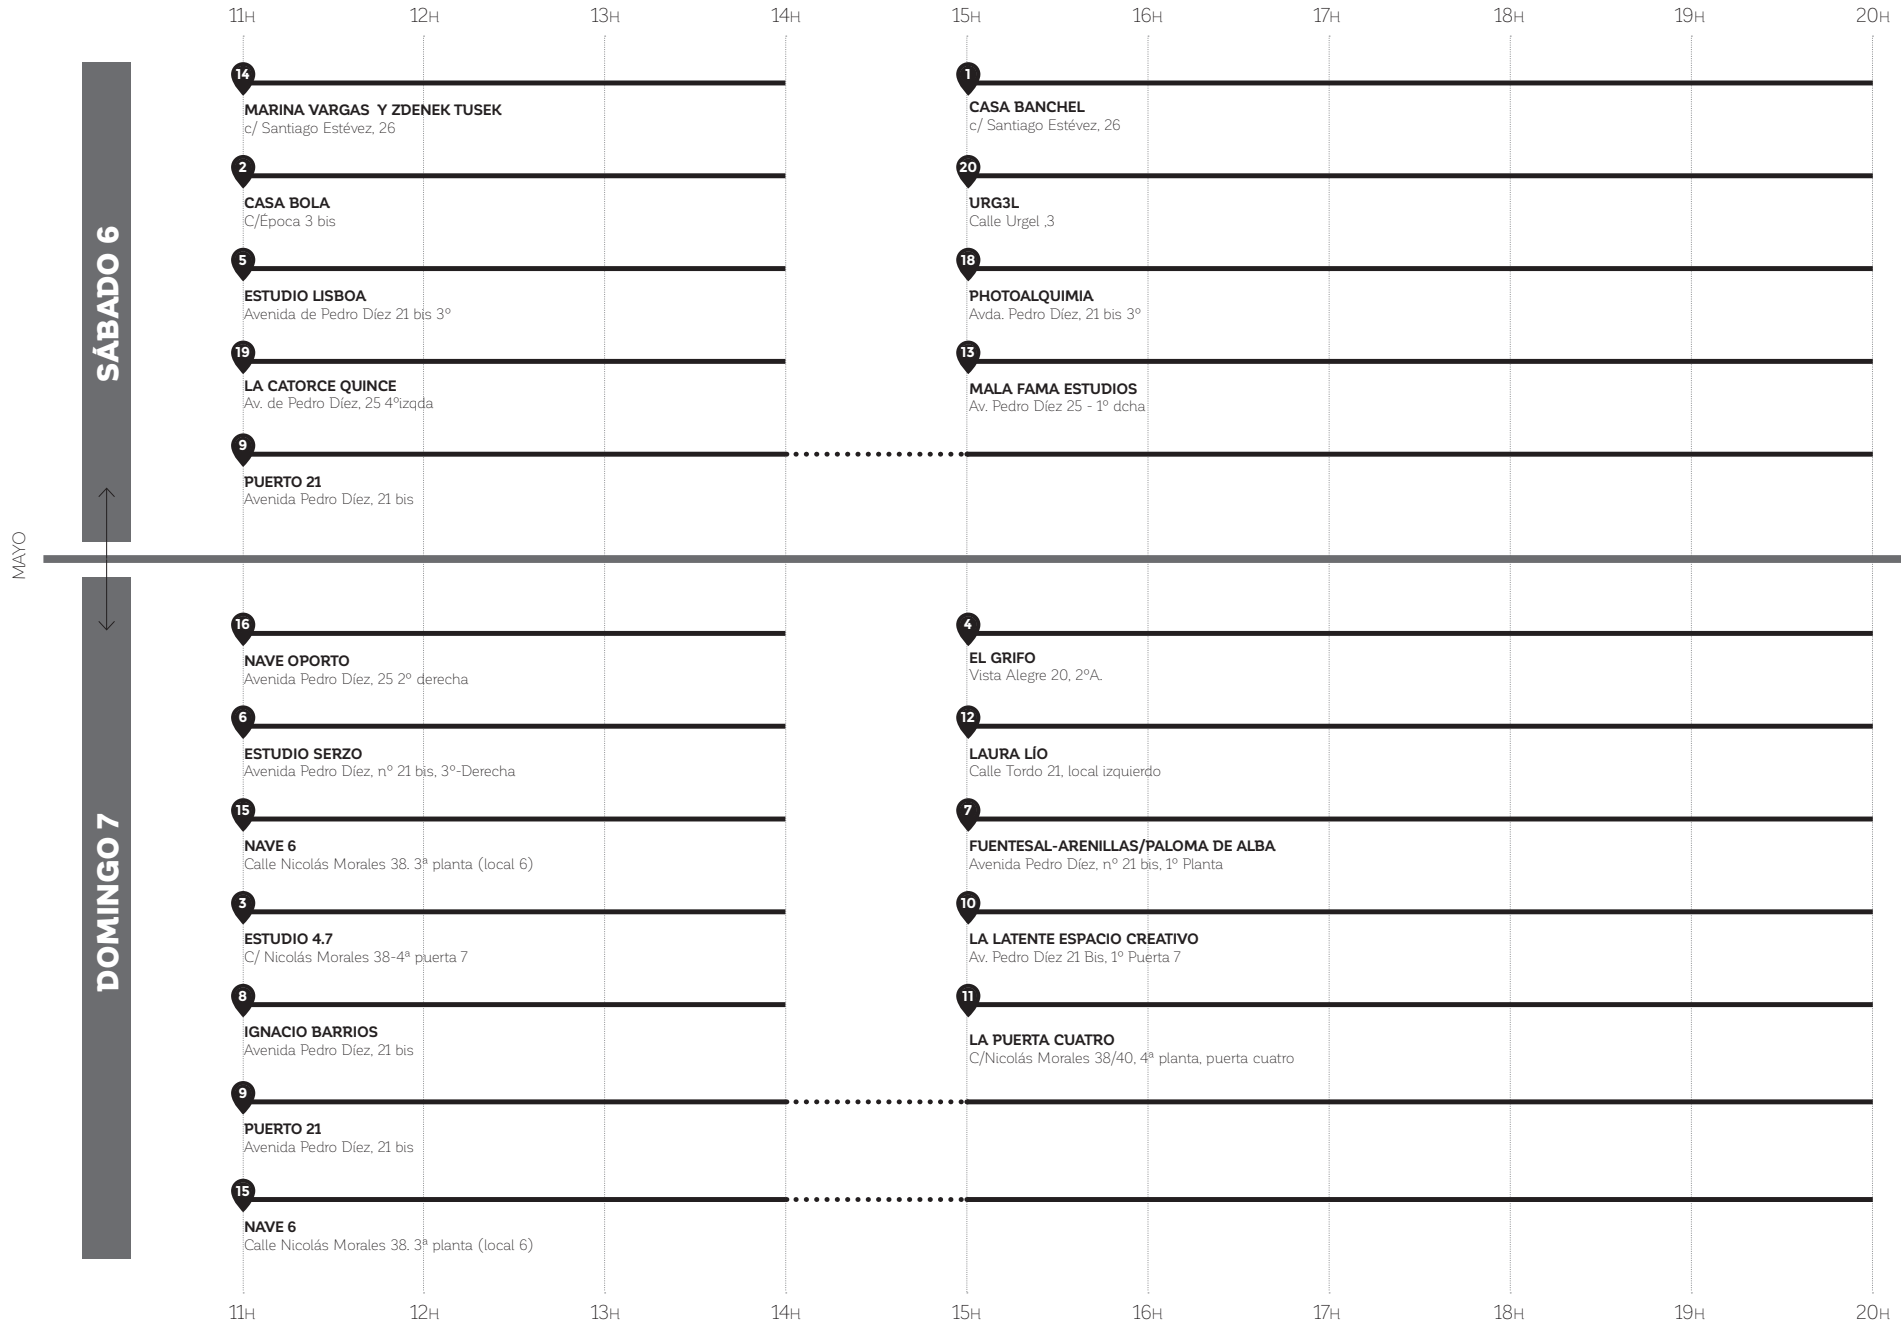 11H 12H 13H 14H 15H 16H 17H 18H 19H 20H
MAYO
SÁBADO 6
14
MARINA VARGAS Y ZDENEK TUSEK
c/ Santiago Estévez, 26
1
CASA BANCHEL
c/ Santiago Estévez, 26
2
CASA BOLA
C/Época 3 bis
20
URG3L
Calle Urgel ,3
5
ESTUDIO LISBOA
Avenida de Pedro Díez 21 bis 3º
18
PHOTOALQUIMIA
Avda. Pedro Díez, 21 bis 3º
19
LA CATORCE QUINCE
Av. de Pedro Díez, 25 4ºizqda
13
MALA FAMA ESTUDIOS
Av. Pedro Díez 25 - 1º dcha
9
PUERTO 21
Avenida Pedro Díez, 21 bis
DOMINGO 7
16
NAVE OPORTO
Avenida Pedro Díez, 25 2º derecha
4
EL GRIFO
Vista Alegre 20, 2ºA.
6
ESTUDIO SERZO
Avenida Pedro Díez, nº 21 bis, 3º-Derecha
12
LAURA LÍO
Calle Tordo 21, local izquierdo
15
NAVE 6
Calle Nicolás Morales 38. 3ª planta (local 6)
7
FUENTESAL-ARENILLAS/PALOMA DE ALBA
Avenida Pedro Díez, nº 21 bis, 1º Planta
3
ESTUDIO 4.7
C/ Nicolás Morales 38-4ª puerta 7
10
LA LATENTE ESPACIO CREATIVO
Av. Pedro Díez 21 Bis, 1º Puerta 7
8
IGNACIO BARRIOS
Avenida Pedro Díez, 21 bis
11
LA PUERTA CUATRO
C/Nicolás Morales 38/40, 4ª planta, puerta cuatro
9
PUERTO 21
Avenida Pedro Díez, 21 bis
15
NAVE 6
Calle Nicolás Morales 38. 3ª planta (local 6)
11H 12H 13H 14H 15H 16H 17H 18H 19H 20H